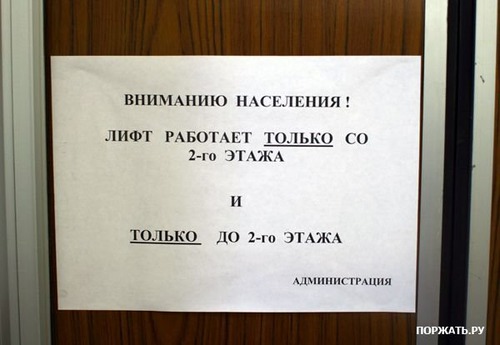 ВНИМАНИЮ НАСЕЛЕНИЯ !
ЛИФТ РАБОТАЕТ ТОЛЬКО СО
2-го ЭТАЖА
И
ТОЛЬКО ДО 2-го ЭТАЖА
АДМИНИСТРАЦИЯ
ПОРЖАТЬ.РУ